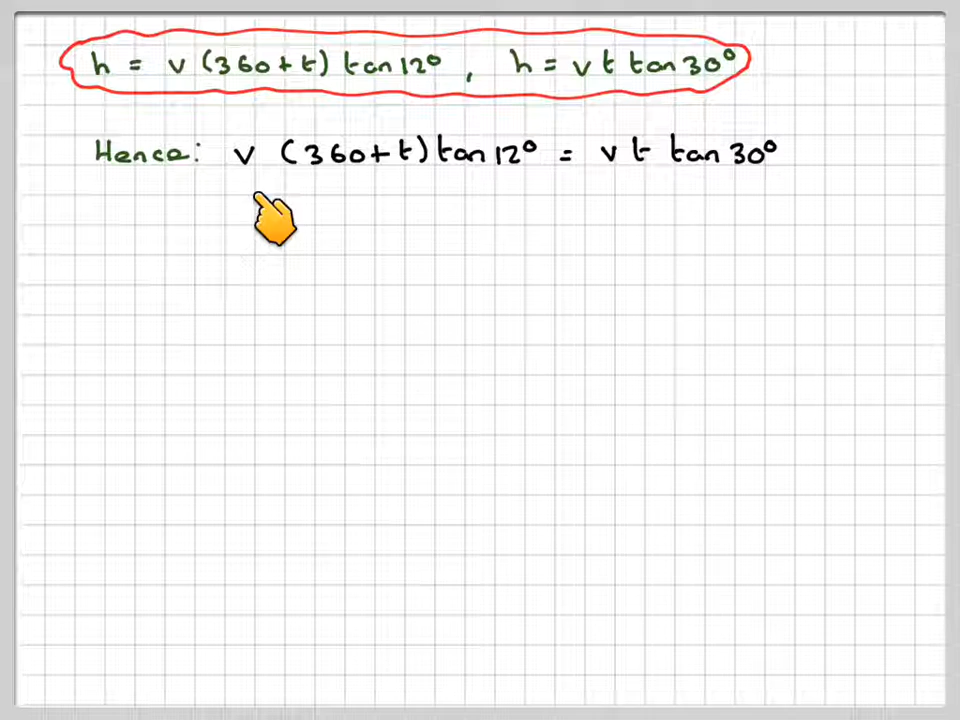 h = v (360+t) tan 12° , h = v t tan 30°
Hence: v (360+t) tan 12° = v t tan 30°